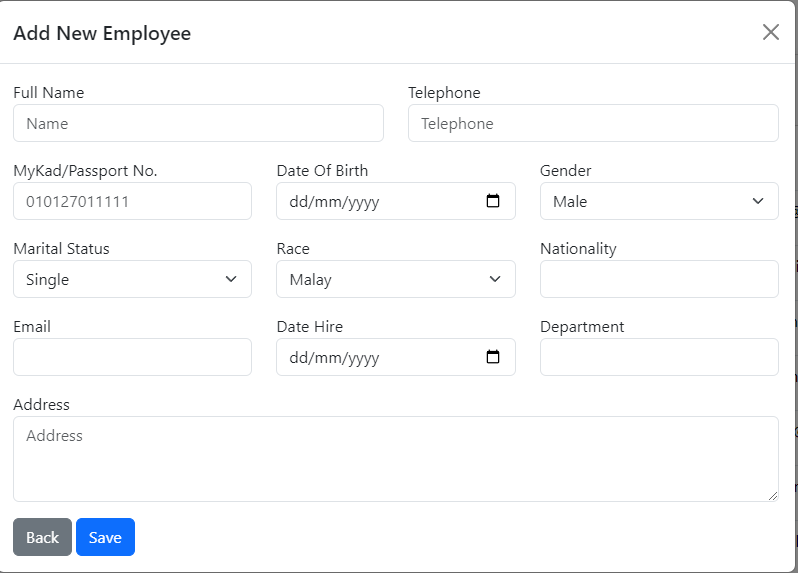 Add New Employee
Full Name Telephone
Name Telephone
MyKad/Passport No. Date Of Birth Gender
010127011111 dd/mm/yyyy Male
Marital Status Race Nationality
Single Malay
Email Date Hire Department
dd/mm/yyyy
Address
Address
Back Save